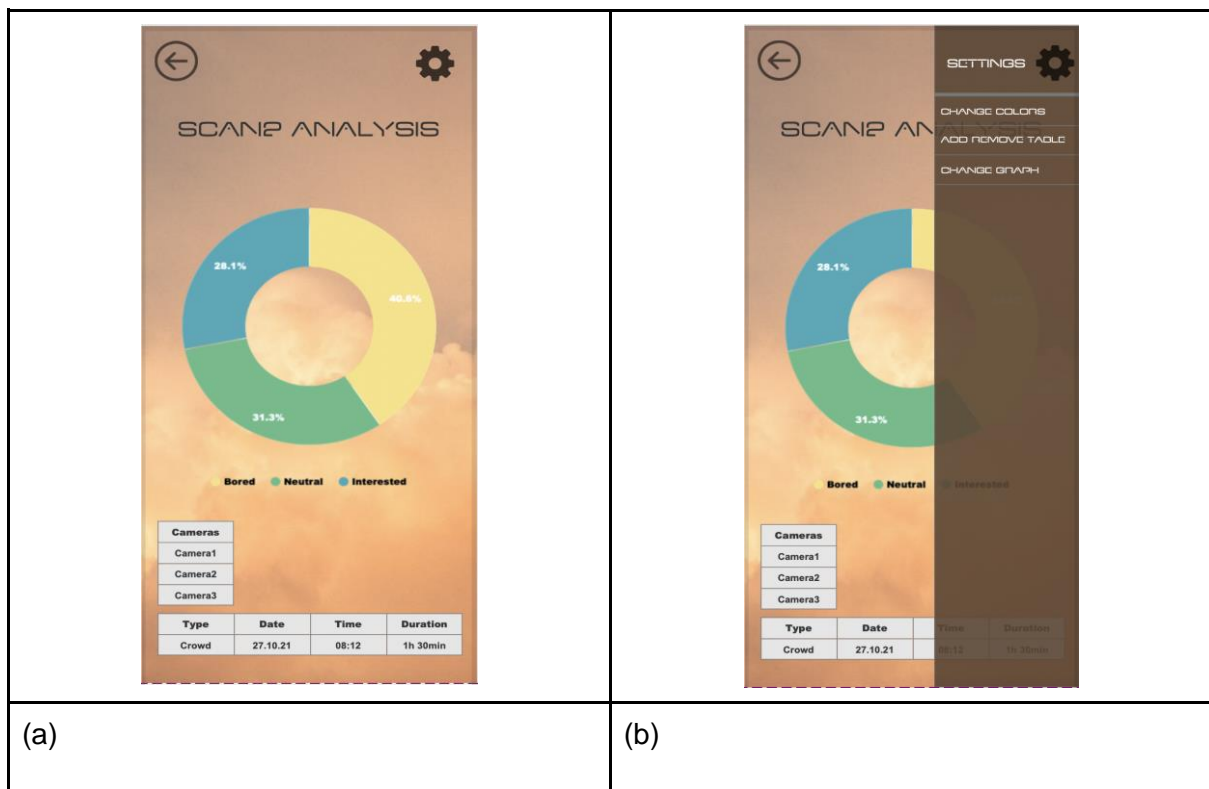 SCAN2 ANALYSIS
28.1%
40.6%
31.3%
Bored Neutral Interested
Cameras
Camera1
Camera2
Camera3
Type Date Time Duration
Crowd 27.10.21 08:12 1h 30min
(a)
SETTINGS
CHANGE COLORS
SCAN2 ANALYSIS
ADD REMOVE TABLE
CHANGE GRAPH
28.1%
31.3%
Bored Neutral Interested
Cameras
Camera1
Camera2
Camera3
Type Date Time Duration
Crowd 27.10.21 08:12 1h 30min
(b)